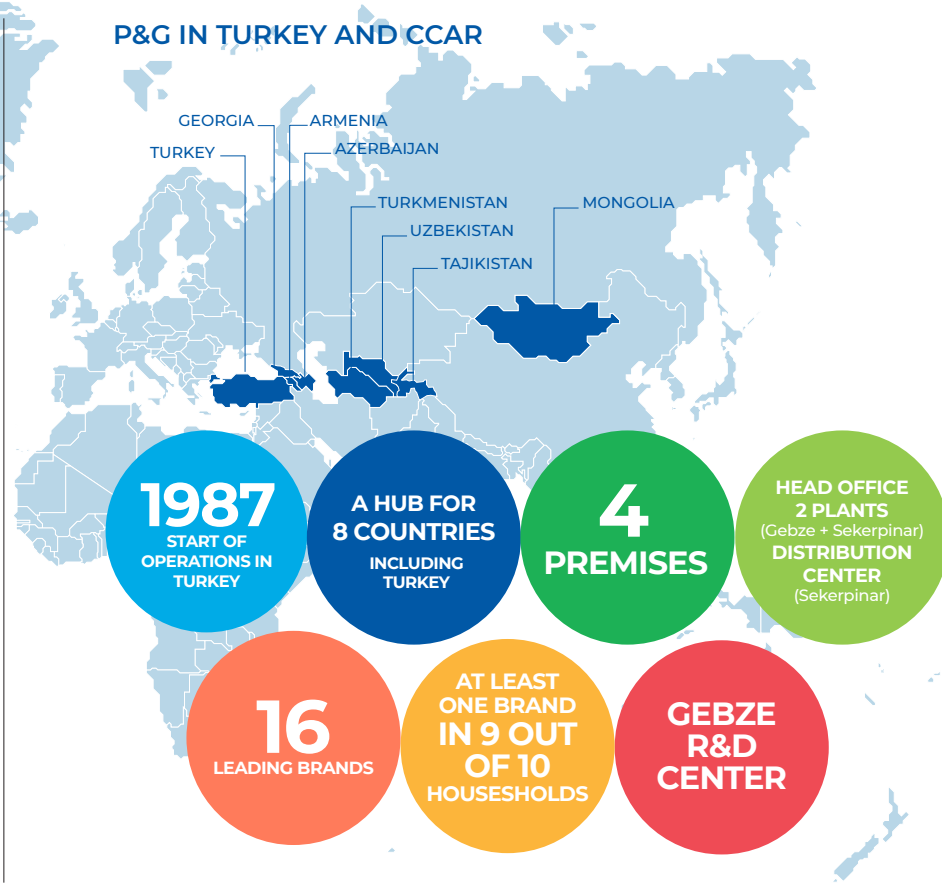 P&G IN TURKEY AND CCAR
GEORGIA
ARMENIA
TURKEY
AZERBAIJAN
TURKMENISTAN
MONGOLIA
UZBEKISTAN
TAJIKISTAN
1987
START OF
OPERATIONS IN
TURKEY
A HUB FOR
8 COUNTRIES
INCLUDING
TURKEY
4
PREMISES
HEAD OFFICE
2 PLANTS
(Gebze + Sekerpinar)
DISTRIBUTION
CENTER
(Sekerpinar)
16
LEADING BRANDS
AT LEAST
ONE BRAND
IN 9 OUT
OF 10
HOUSESHOLDS
GEBZE
R&D
CENTER